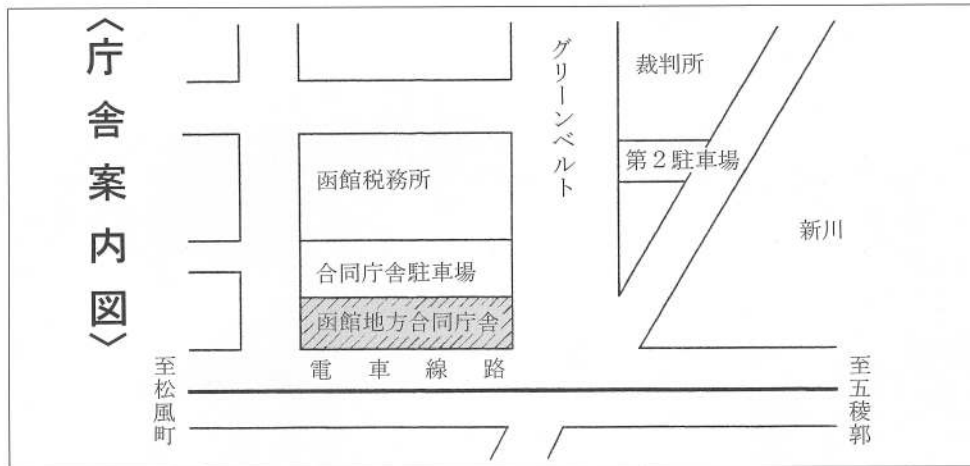 〈庁舎案内図〉
グリーンベルト
裁判所
第2駐車場
函館税務所
新川
合同庁舎駐車場
函館地方合同庁舎
電車線路
至松風町
至五稜郭